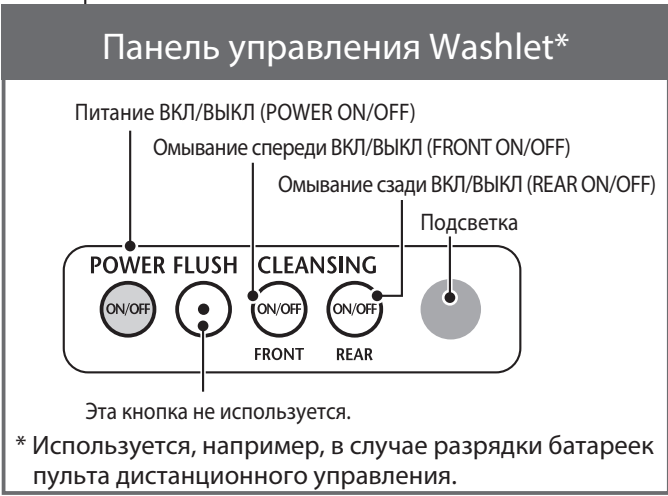 Панель управления Washlet*
Питание ВКЛ/ВЫКЛ (POWER ON/OFF)
Омывание спереди ВКЛ/ВЫКЛ (FRONT ON/OFF)
Омывание сзади ВКЛ/ВЫКЛ (REAR ON/OFF)
Подсветка
POWER FLUSH CLEANSING
ON/OFF ON/OFF ON/OFF
FRONT REAR
Эта кнопка не используется.
* Используется, например, в случае разрядки батареек
пульта дистанционного управления.